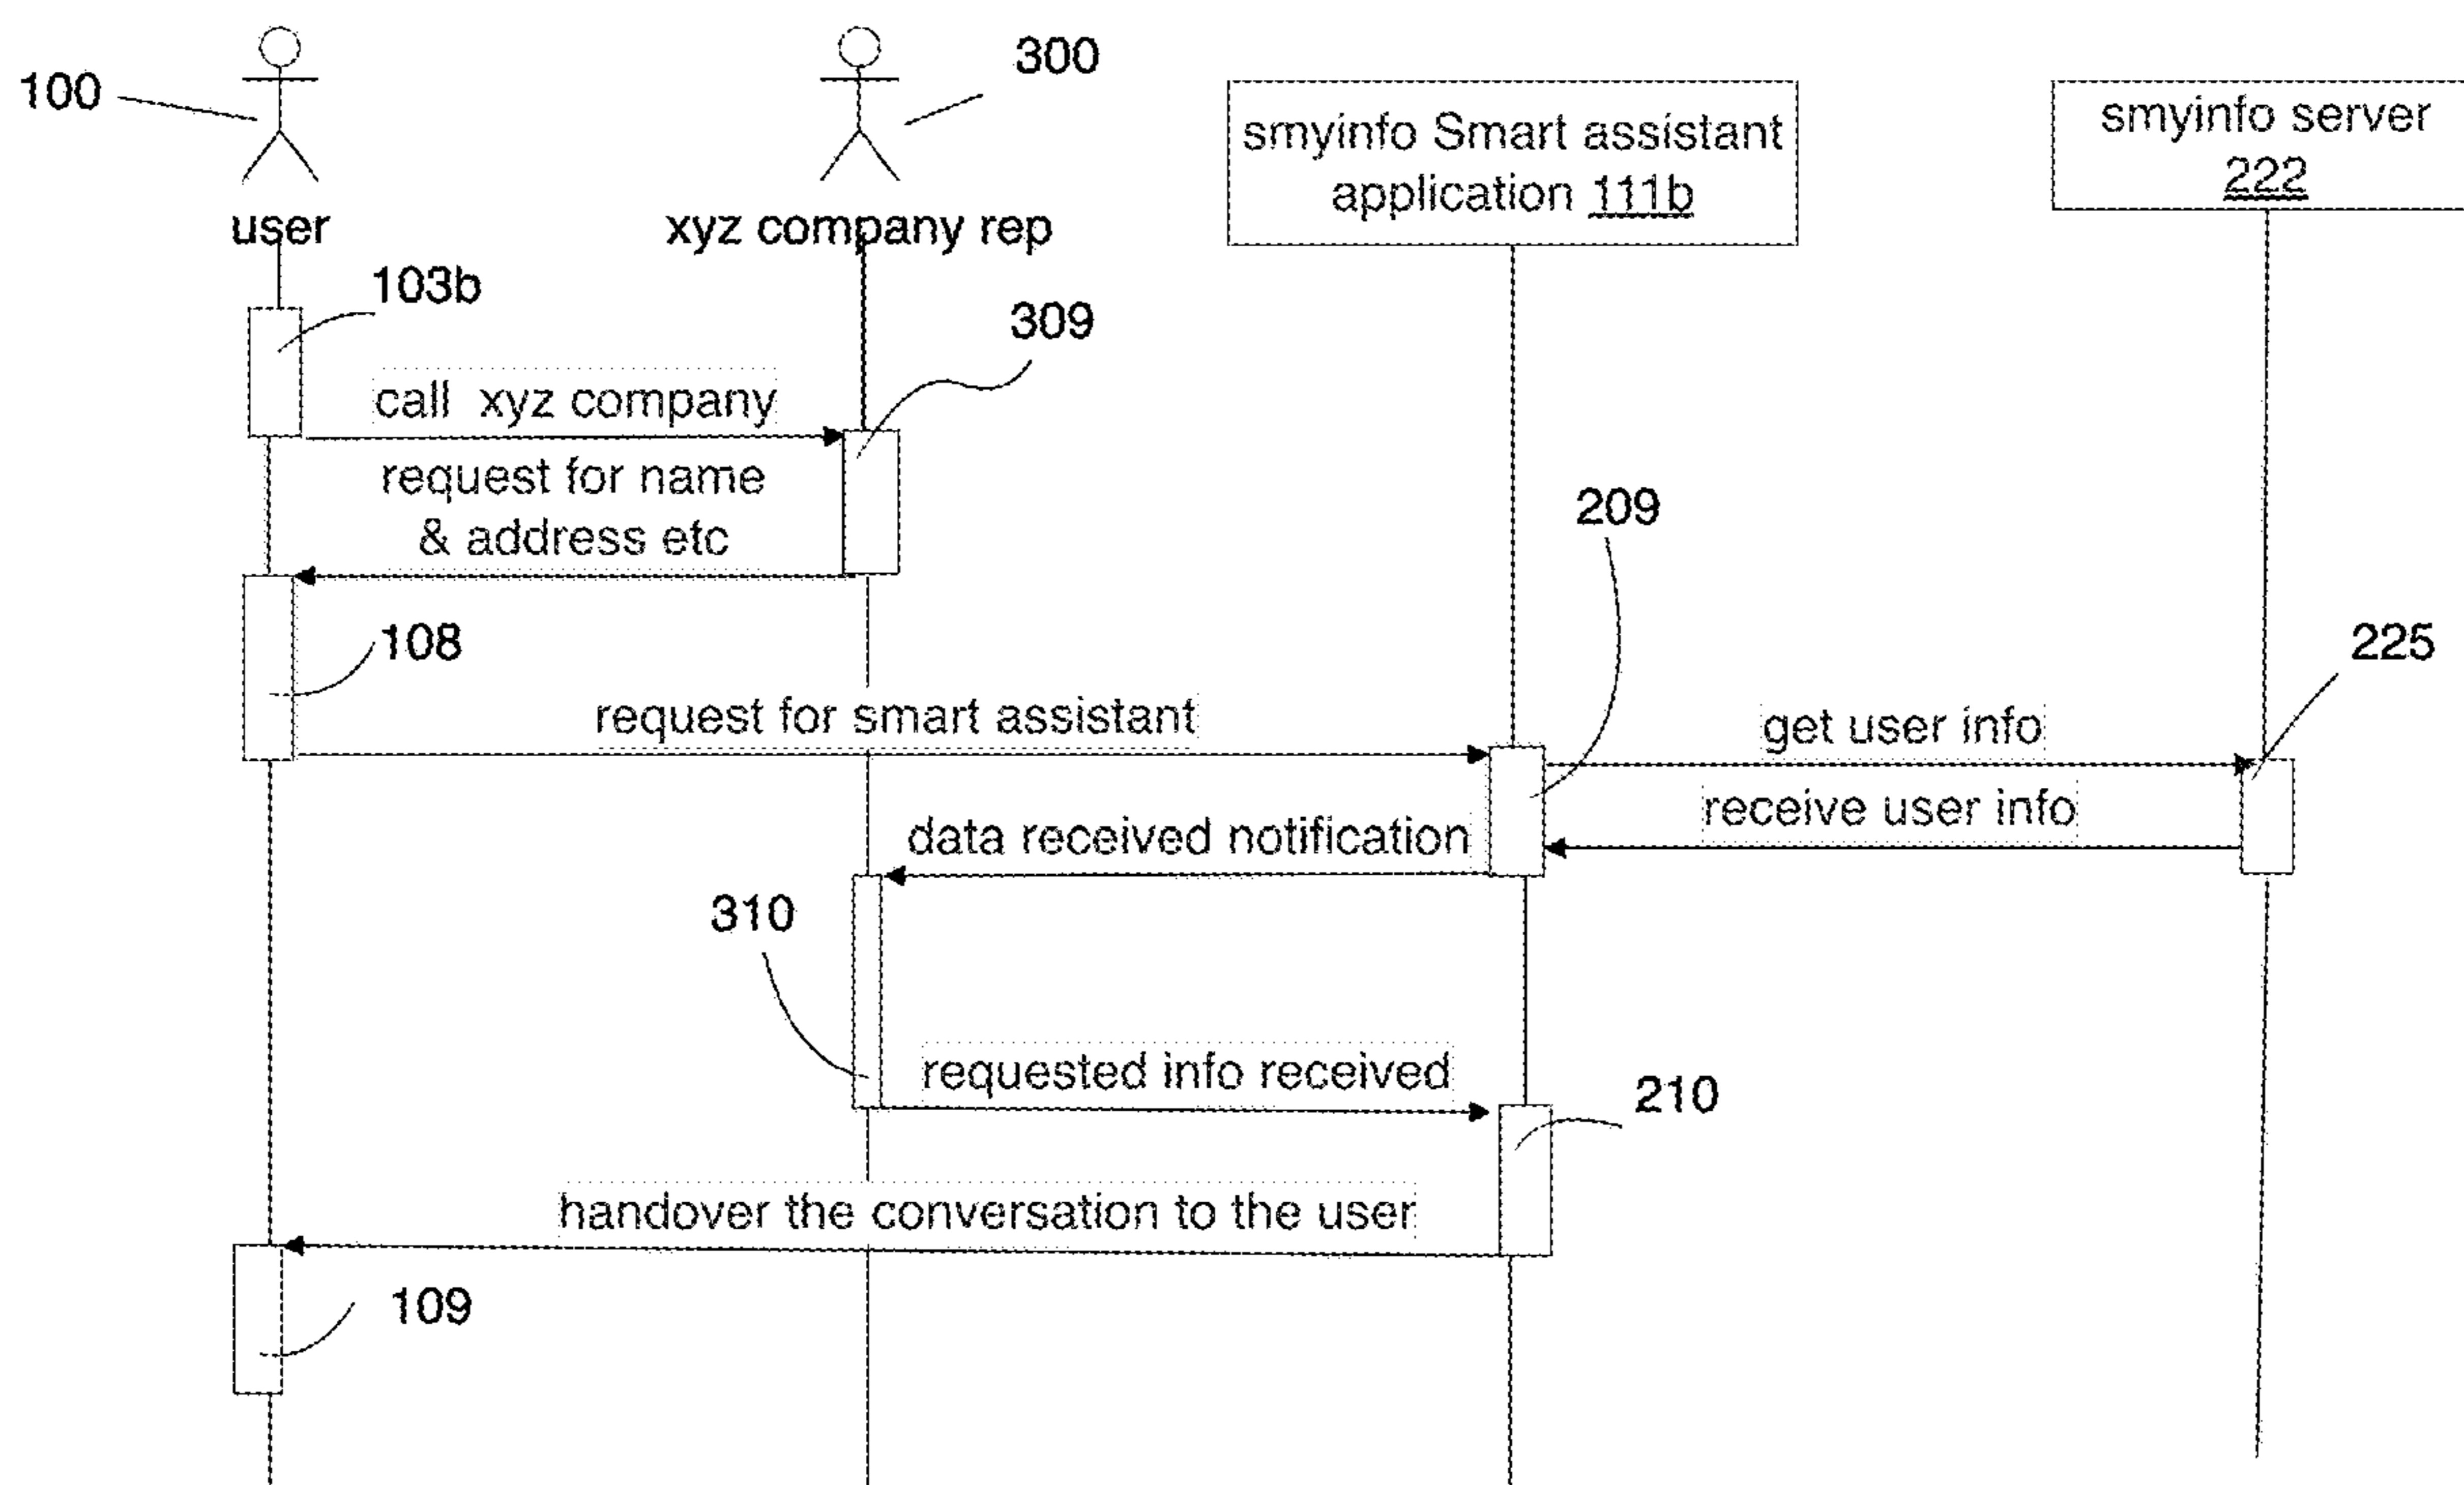 100
300
smyinfo Smart assistant
application 111b
smyinfo server
222
user
xyz company rep
103b
309
call xyz company
request for name
& address etc
209
108
225
request for smart assistant
get user info
receive user info
data received notification
310
requested info received
210
handover the conversation to the user
109